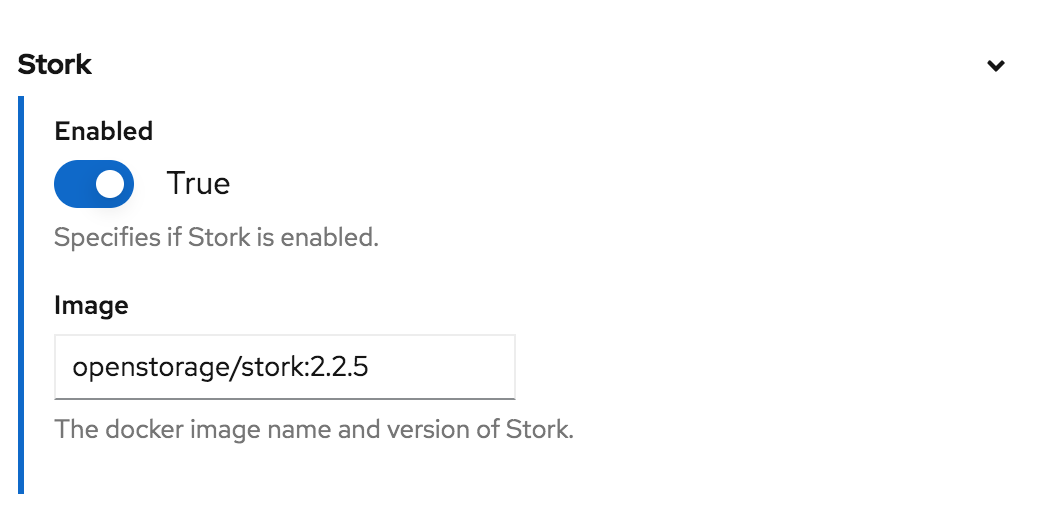 Stork
Enabled
True
Specifies if Stork is enabled.
Image
openstorage/stork:2.2.5
The docker image name and version of Stork.